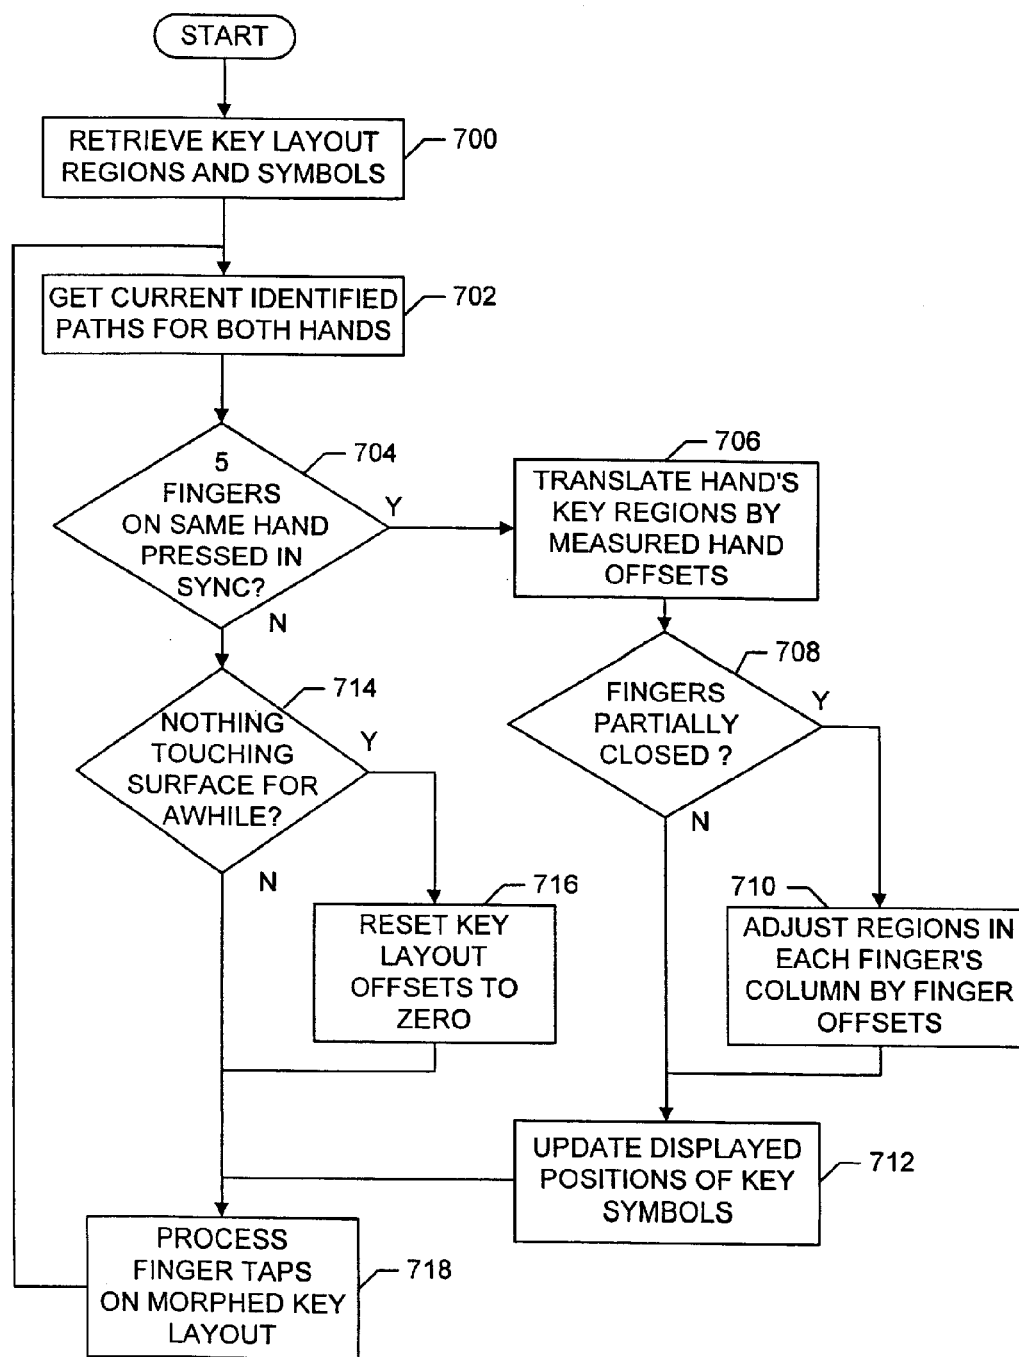 START
RETRIEVE KEY LAYOUT
REGIONS AND SYMBOLS
700
GET CURRENT IDENTIFIED
PATHS FOR BOTH HANDS
702
5
FINGERS
ON SAME HAND
PRESSED IN
SYNC?
704
Y
N
706
TRANSLATE HAND'S
KEY REGIONS BY
MEASURED HAND
OFFSETS
708
FINGERS
PARTIALLY
CLOSED ?
Y
N
714
NOTHING
TOUCHING
SURFACE FOR
AWHILE?
Y
N
716
RESET KEY
LAYOUT
OFFSETS TO
ZERO
710
ADJUST REGIONS IN
EACH FINGER'S
COLUMN BY FINGER
OFFSETS
UPDATE DISPLAYED
POSITIONS OF KEY
SYMBOLS
712
PROCESS
FINGER TAPS
ON MORPHED KEY
LAYOUT
718